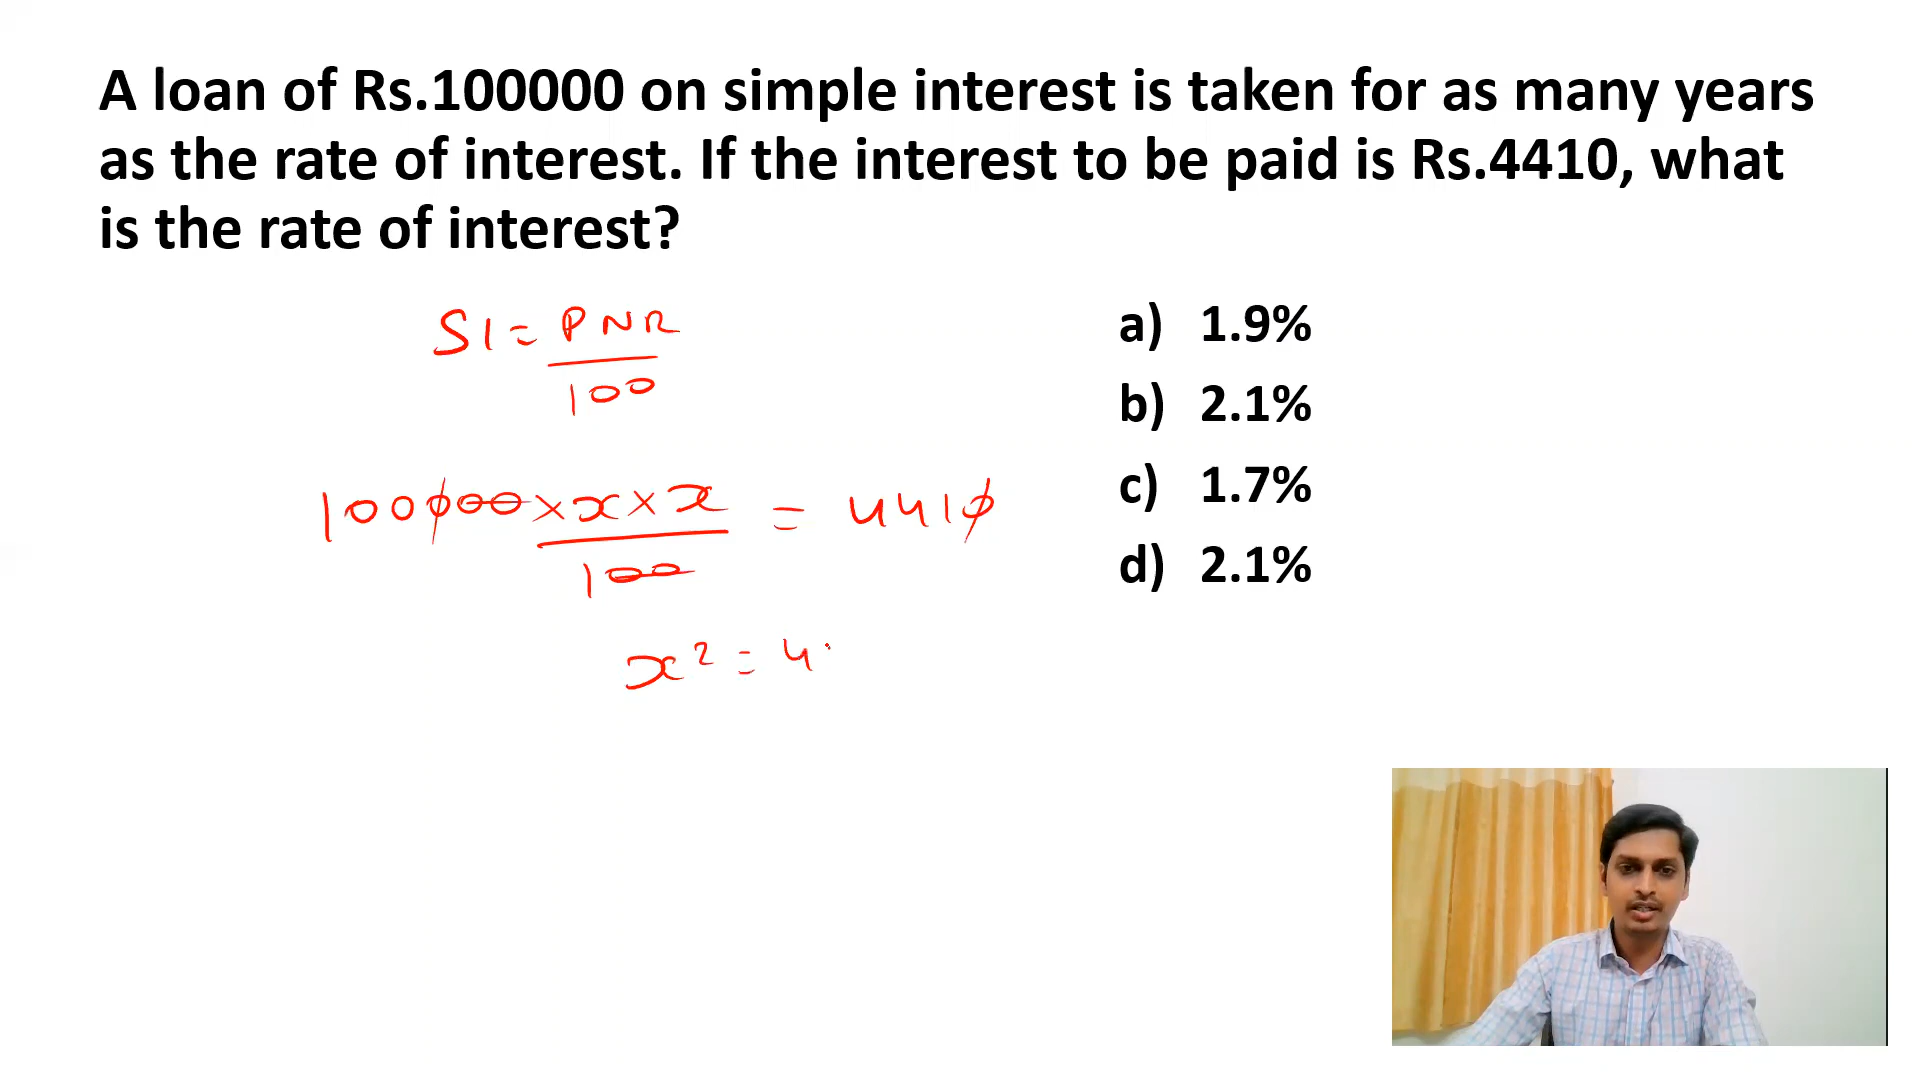 A loan of Rs.100000 on simple interest is taken for as many years
as the rate of interest. If the interest to be paid is Rs.4410, what
is the rate of interest?
SI = PNR
100
100000 × x × x = 4410
100
x² = 4
a) 1.9%
b) 2.1%
c) 1.7%
d) 2.1%